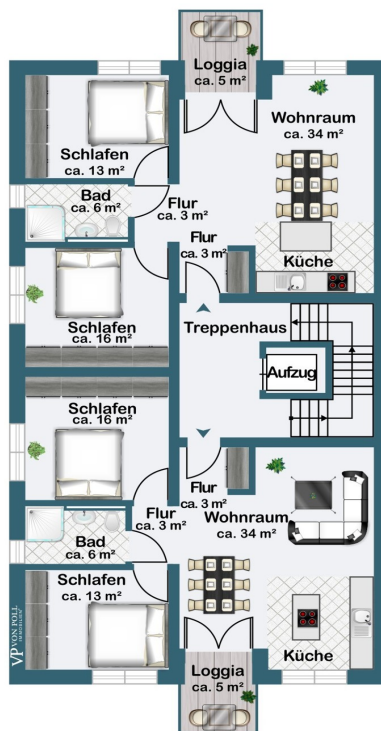 Loggia
ca. 5 m²
Wohnraum
ca. 34 m²
Schlafen
ca. 13 m²
Bad
ca. 6 m²
Flur
ca. 3 m²
Flur
ca. 3 m²
Küche
Schlafen
ca. 16 m²
Treppenhaus
Aufzug
Schlafen
ca. 16 m²
Flur
ca. 3 m²
Flur
ca. 3 m²
Wohnraum
ca. 34 m²
Bad
ca. 6 m²
Schlafen
ca. 13 m²
Küche
Loggia
ca. 5 m²
VP VON POLL
IMMOBILIEN